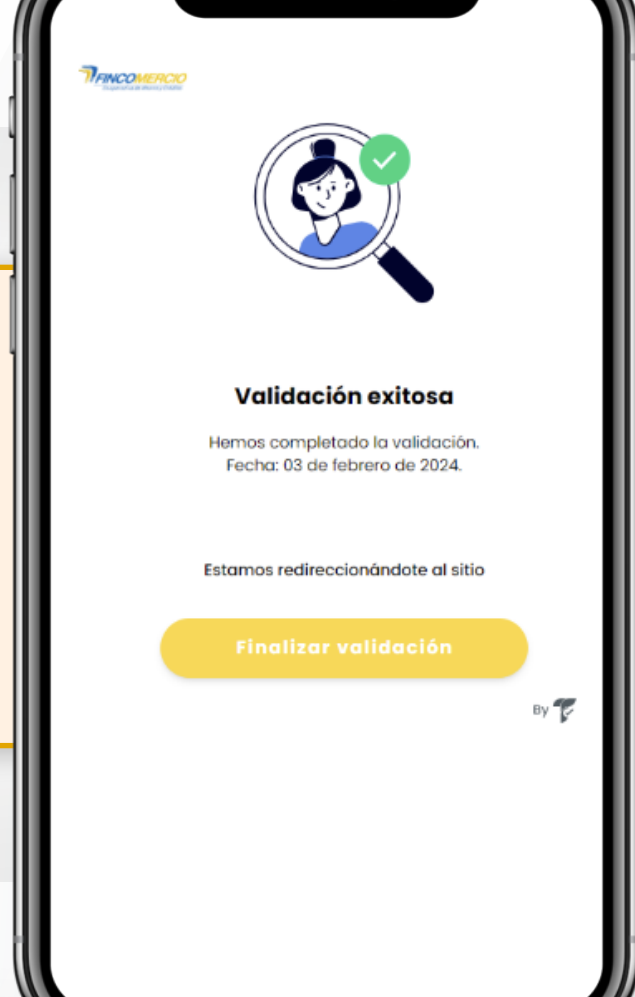 FINCOMERCIO
Validación exitosa
Hemos completado la validación.
Fecha: 03 de febrero de 2024.
Estamos redireccionándote al sitio
Finalizar validación
By